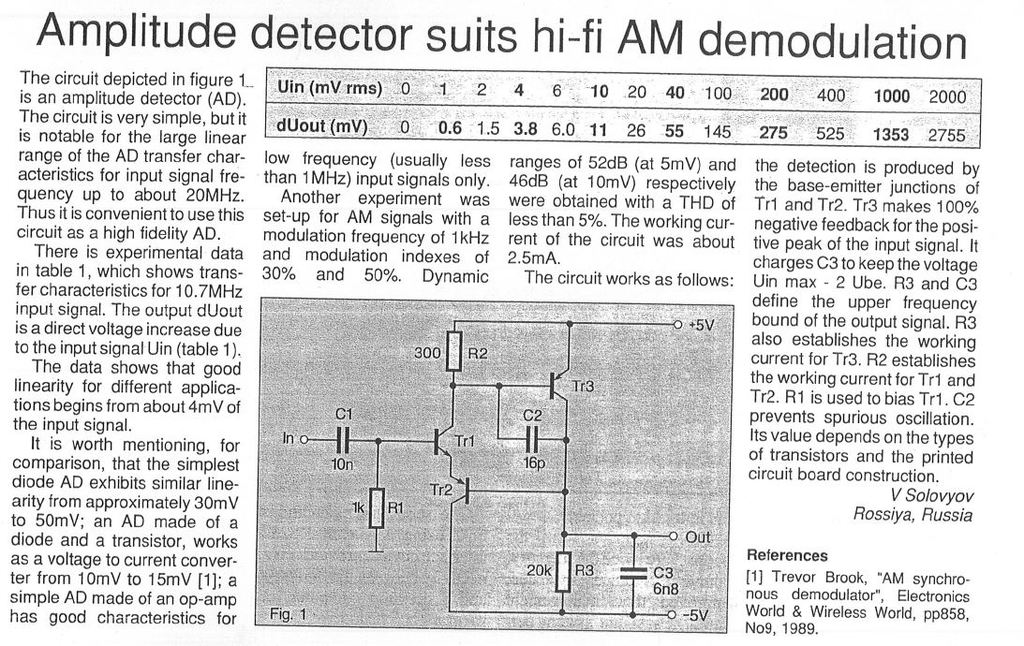 Amplitude detector suits hi-fi AM demodulation
The circuit depicted in figure 1
is an amplitude detector (AD).
The circuit is very simple, but it
is notable for the large linear
range of the AD transfer char-
acteristics for input signal fre-
quency up to about 20MHz.
Thus it is convenient to use this
circuit as a high fidelity AD.
There is experimental data
in table 1, which shows trans-
fer characteristics for 10.7MHz
input signal. The output dUout
is a direct voltage increase due
to the input signal Uin (table 1).
The data shows that good
linearity for different applica-
tions begins from about 4mV of
the input signal.
It is worth mentioning, for
comparison, that the simplest
diode AD exhibits similar line-
arity from approximately 30mV
to 50mV; an AD made of a
diode and a transistor, works
as a voltage to current conver-
ter from 10mV to 15mV [1]; a
simple AD made of an op-amp
has good characteristics for
Uin (mV rms) 0 1 2 4 6 10 20 40 100 200 400 1000 2000
dUout (mV) 0 0.6 1.5 3.8 6.0 11 26 55 145 275 525 1353 2755
low frequency (usually less
than 1MHz) input signals only.
Another experiment was
set-up for AM signals with a
modulation frequency of 1kHz
and modulation indexes of
30% and 50%. Dynamic
ranges of 52dB (at 5mV) and
46dB (at 10mV) respectively
were obtained with a THD of
less than 5%. The working cur-
rent of the circuit was about
2.5mA.
The circuit works as follows:
the detection is produced by
the base-emitter junctions of
Tr1 and Tr2. Tr3 makes 100%
negative feedback for the posi-
tive peak of the input signal. It
charges C3 to keep the voltage
Uin max - 2 Ube. R3 and C3
define the upper frequency
bound of the output signal. R3
also establishes the working
current for Tr3. R2 establishes
the working current for Tr1 and
Tr2. R1 is used to bias Tr1. C2
prevents spurious oscillation.
Its value depends on the types
of transistors and the printed
circuit board construction.
V Solovyov
Rossiya, Russia
References
[1] Trevor Brook, "AM synchro-
nous demodulator", Electronics
World & Wireless World, pp858,
No9, 1989.
+5V
300 R2
Tr3
C1
C2
In
Tr1
10n
16p
Tr2
1k R1
Out
20k R3
C3
6n8
Fig. 1
-5V